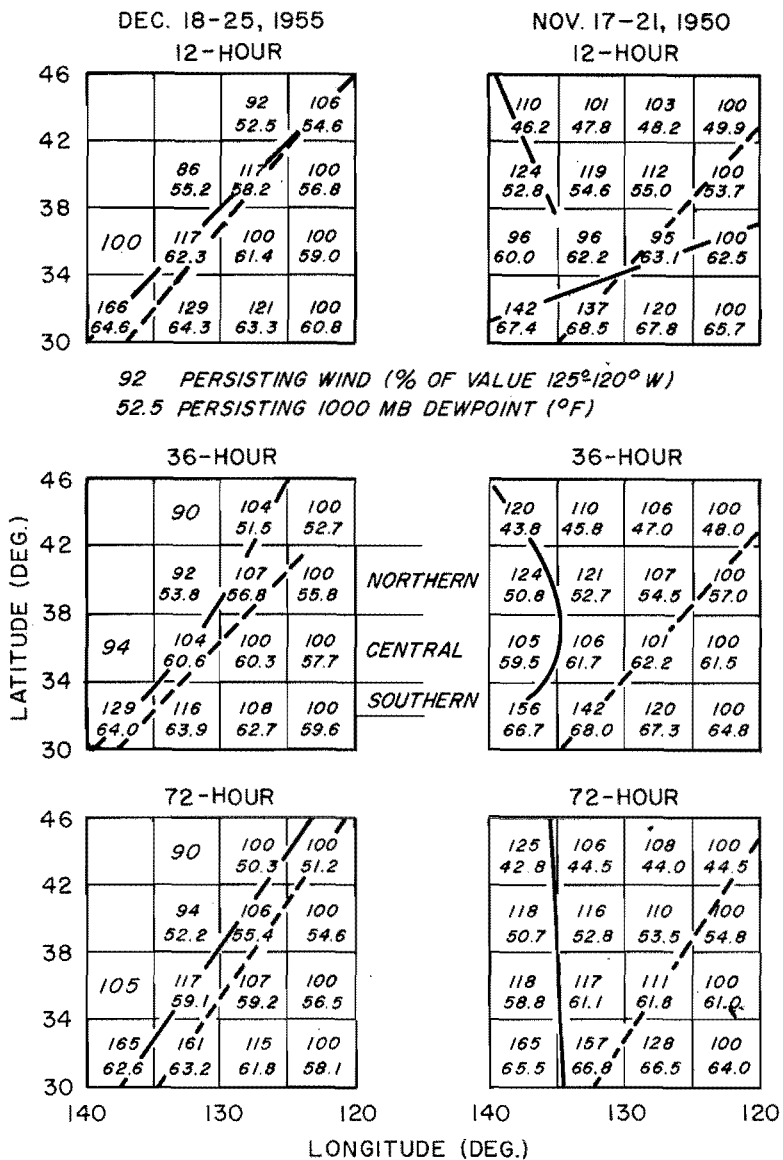 DEC. 18-25, 1955
12-HOUR
46
92 106
52.5 54.6
42
86 117 100
55.2 58.2 56.8
38
100 117 100 100
62.3 61.4 59.0
34
166 129 121 100
64.6 64.3 63.3 60.8
30
NOV. 17-21, 1950
12-HOUR
110 101 103 100
46.2 47.8 48.2 49.9
124 119 112 100
52.8 54.6 55.0 53.7
96 96 95 100
60.0 62.2 63.1 62.5
142 137 120 100
67.4 68.5 67.8 65.7
92 PERSISTING WIND (% OF VALUE 125°-120° W)
52.5 PERSISTING 1000 MB DEWPOINT (°F)
LATITUDE (DEG.)
36-HOUR
46
90 104 100
51.5 52.7
42
92 107 100
53.8 56.8 55.8
38
94 104 100 100
60.6 60.3 57.7
34
129 116 108 100
64.0 63.9 62.7 59.6
30
NORTHERN
CENTRAL
SOUTHERN
36-HOUR
120 110 106 100
43.8 45.8 47.0 48.0
124 121 107 100
50.8 52.7 54.5 57.0
105 106 101 100
59.5 61.7 62.2 61.5
156 142 120 100
66.7 68.0 67.3 64.8
72-HOUR
46
90 100 100
50.3 51.2
42
94 106 100
52.2 55.4 54.6
38
105 117 107 100
59.1 59.2 56.5
34
165 161 115 100
62.6 63.2 61.8 58.1
30
140 130 120
72-HOUR
125 106 108 100
42.8 44.5 44.0 44.5
118 116 110 100
50.7 52.8 53.5 54.8
118 117 111 100
58.8 61.1 61.8 61.0
165 157 128 100
65.5 66.8 66.5 64.0
140 130 120
LONGITUDE (DEG.)